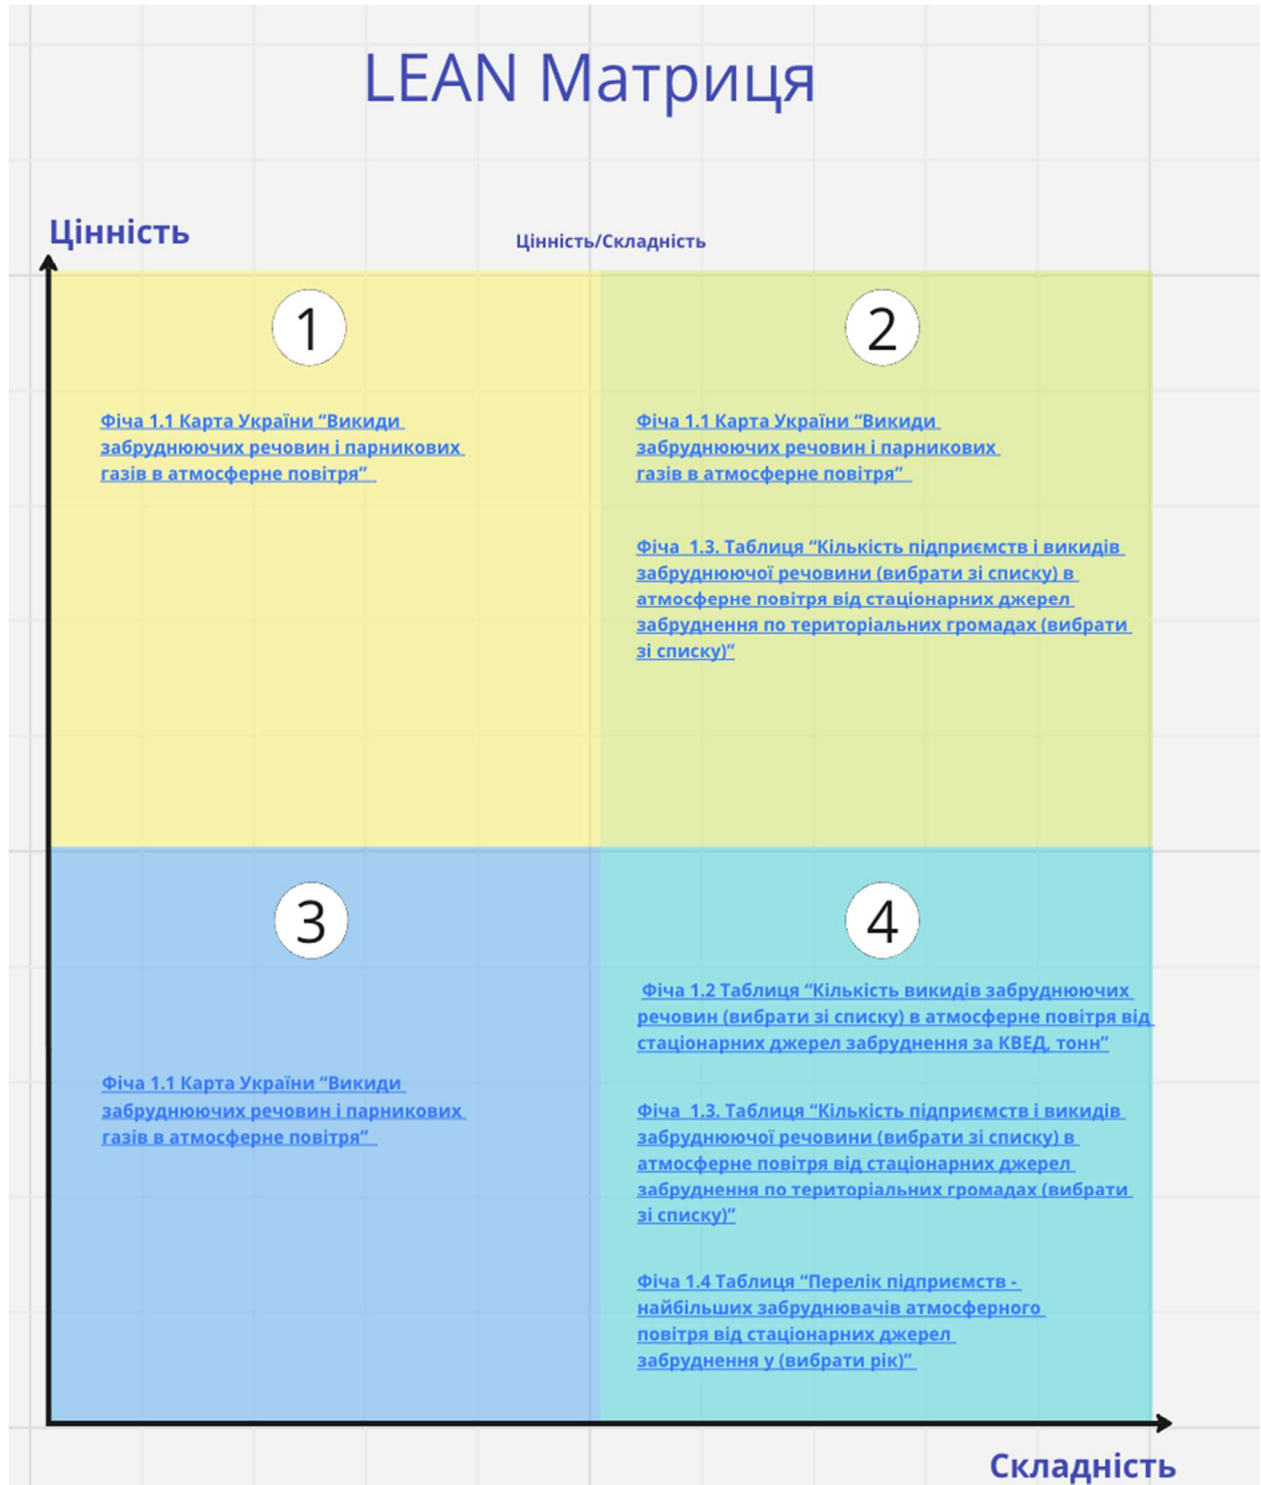 LEAN Матриця
Цінність
Цінність/Складність
1
Фіча 1.1 Карта України “Викиди
забруднюючих речовин і парникових
газів в атмосферне повітря”
2
Фіча 1.1 Карта України “Викиди
забруднюючих речовин і парникових
газів в атмосферне повітря”
Фіча 1.3. Таблиця “Кількість підприємств і викидів
забруднюючої речовини (вибрати зі списку) в
атмосферне повітря від стаціонарних джерел
забруднення по територіальних громадах (вибрати
зі списку)”
3
Фіча 1.1 Карта України “Викиди
забруднюючих речовин і парникових
газів в атмосферне повітря”
4
Фіча 1.2 Таблиця “Кількість викидів забруднюючих
речовин (вибрати зі списку) в атмосферне повітря від
стаціонарних джерел забруднення за КВЕД, тонн”
Фіча 1.3. Таблиця “Кількість підприємств і викидів
забруднюючої речовини (вибрати зі списку) в
атмосферне повітря від стаціонарних джерел
забруднення по територіальних громадах (вибрати
зі списку)”
Фіча 1.4 Таблиця “Перелік підприємств -
найбільших забруднювачів атмосферного
повітря від стаціонарних джерел
забруднення у (вибрати рік)”
Складність